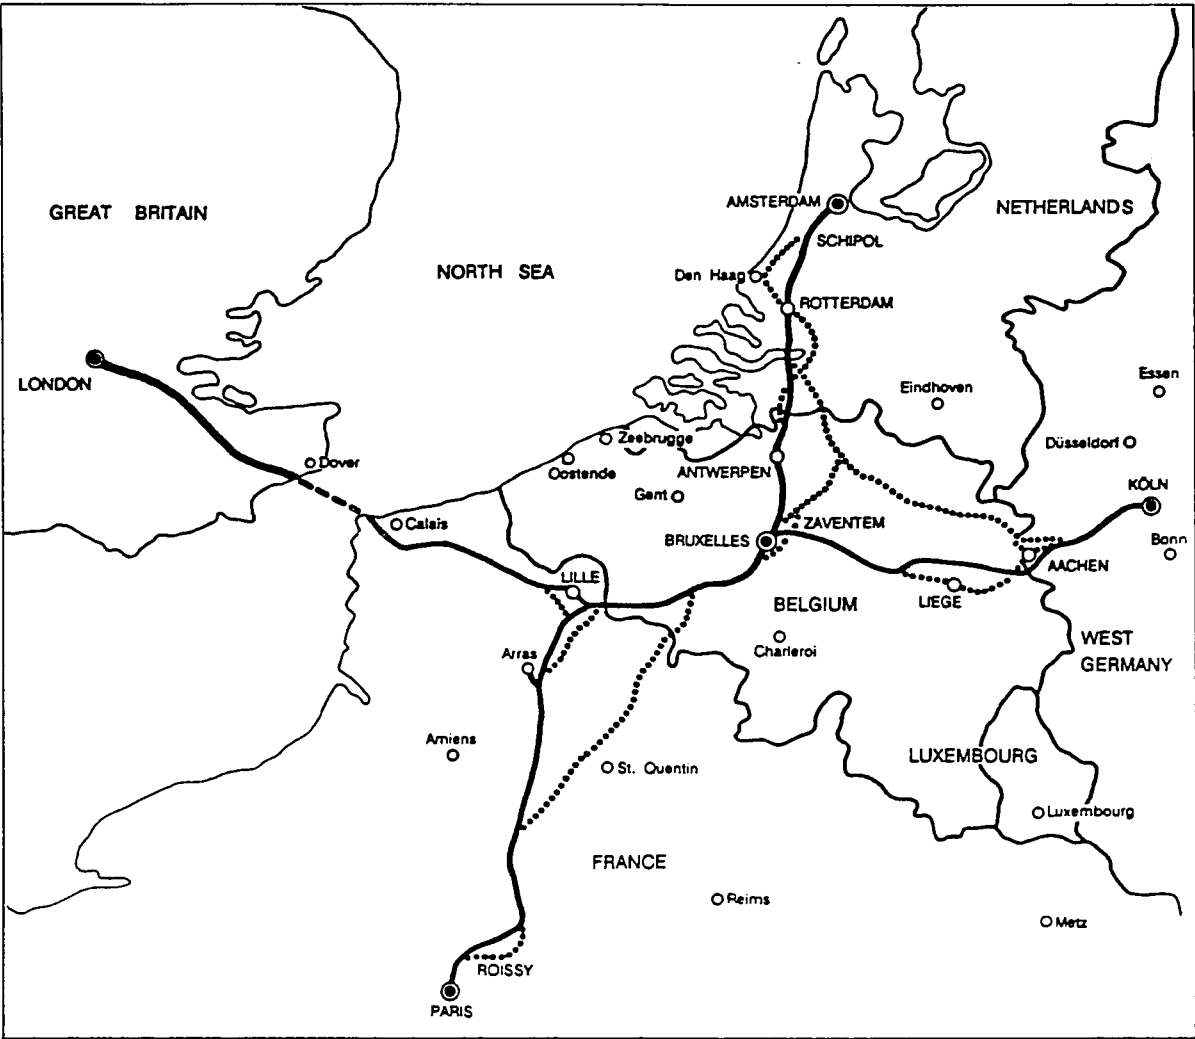 AMSTERDAM
GREAT BRITAIN
NETHERLANDS
SCHIPOL
NORTH SEA
Den Haag
ROTTERDAM
LONDON
Essen
Eindhoven
Zeebrugge
Düsseldorf
Dover
Oostende
ANTWERPEN
KÖLN
Gent
Calais
ZAVENTEM
BRUXELLES
Bonn
AACHEN
LILLE
LIEGE
BELGIUM
WEST
GERMANY
Charleroi
Arras
Amiens
LUXEMBOURG
St. Quentin
Luxembourg
FRANCE
Reims
Metz
ROISSY
PARIS